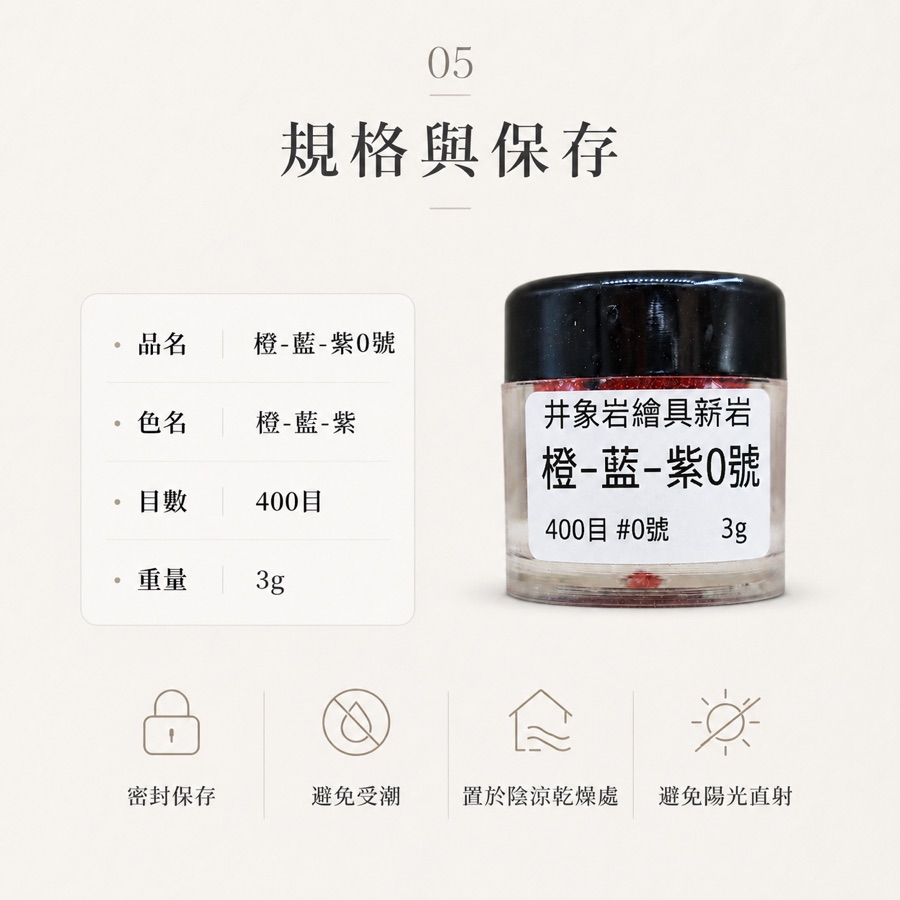 05
規格與保存
品名 橙-藍-紫0號
色名 橙-藍-紫
目數 400目
重量 3g
井象岩繪具新岩
橙-藍-紫0號
400目 #0號 3g
密封保存
避免受潮
置於陰涼乾燥處
避免陽光直射